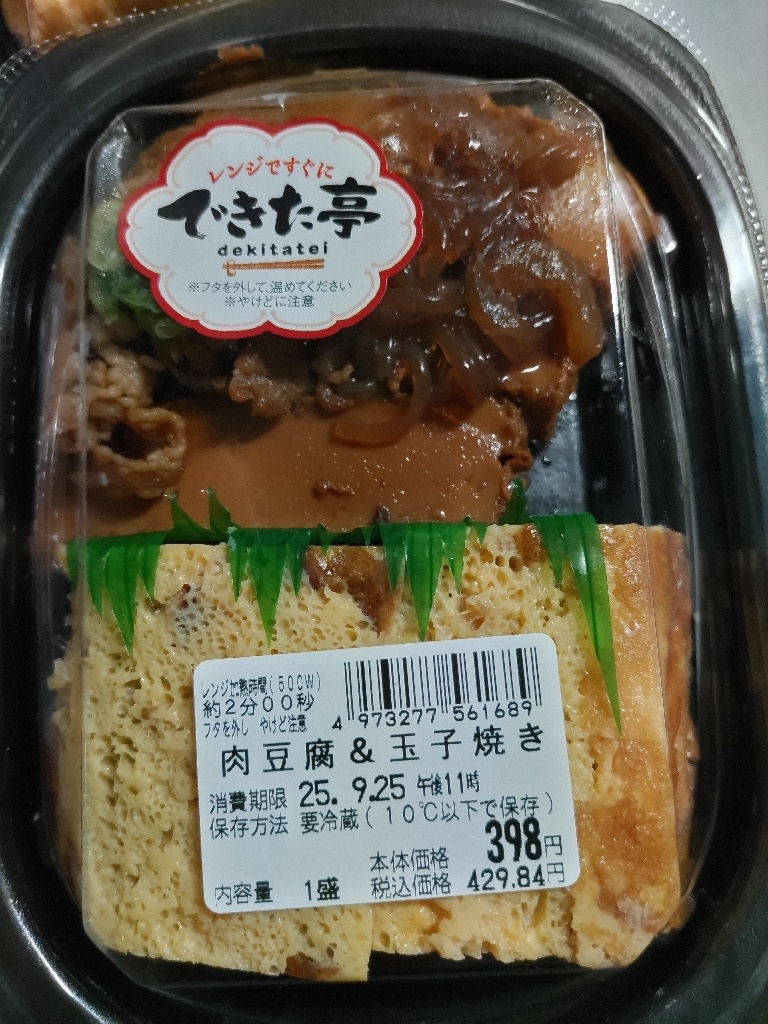 レンジですぐに
できた亭
dekitatei
※フタを外して、温めてください
※やけどに注意
レンジ加熱時間(500W)
約2分00秒
フタを外し やけど注意
4 973277 561689
肉豆腐&玉子焼き
消費期限 25. 9.25 午後11時
保存方法 要冷蔵(10℃以下で保存)
本体価格 398円
内容量 1盛 税込価格 429.84円